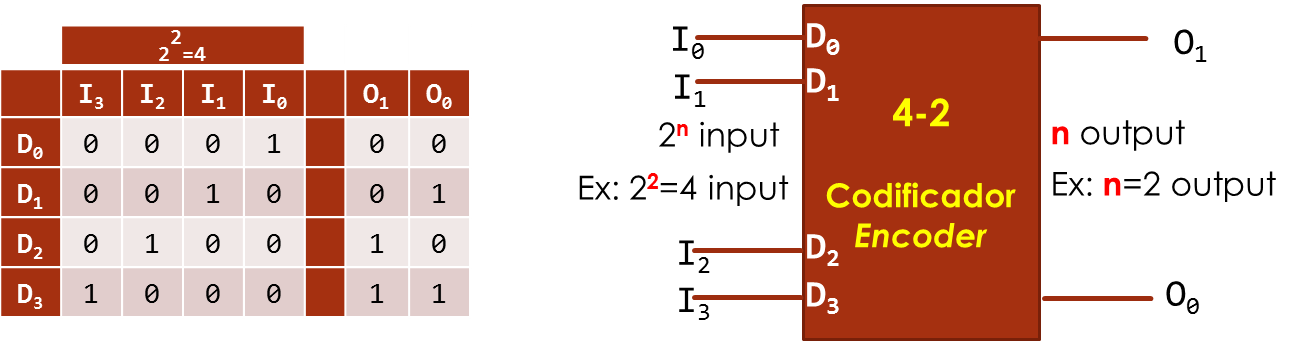 2²=4
I₃ I₂ I₁ I₀ O₁ O₀
D₀ 0 0 0 1 0 0
D₁ 0 0 1 0 0 1
D₂ 0 1 0 0 1 0
D₃ 1 0 0 0 1 1
I₀ D₀ O₁
I₁ D₁
4-2
2ⁿ input
n output
Ex: 2²=4 input
Ex: n=2 output
Codificador
Encoder
I₂ D₂
I₃ D₃ O₀